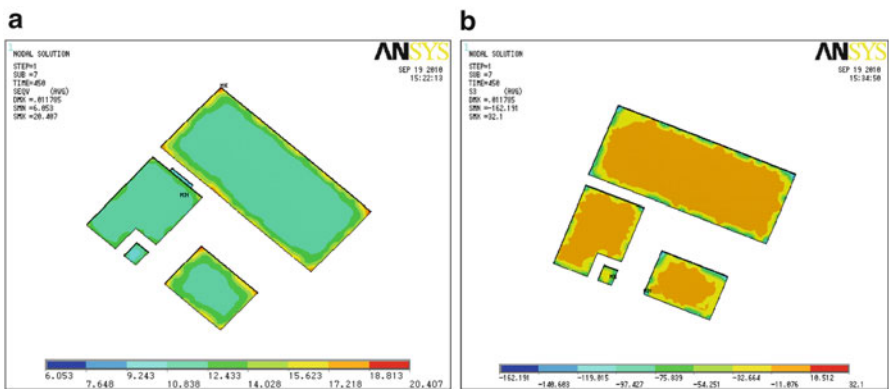 a
1
NODAL SOLUTION
ANSYS
STEP=1
SUB =7
TIME=450
SEQV (AVG)
DMX =.011785
SMN =6.053
SMX =20.407
SEP 19 2010
15:22:13
MX
MN
6.053 9.243 12.433 15.623 18.813
7.648 10.838 14.028 17.218 20.407
b
1
NODAL SOLUTION
ANSYS
STEP=1
SUB =7
TIME=450
S3 (AVG)
DMX =.011785
SMN =-162.191
SMX =32.1
SEP 19 2010
15:34:50
-162.191 -119.015 -75.839 -32.664 10.512
-140.603 -97.427 -54.251 -11.076 32.1